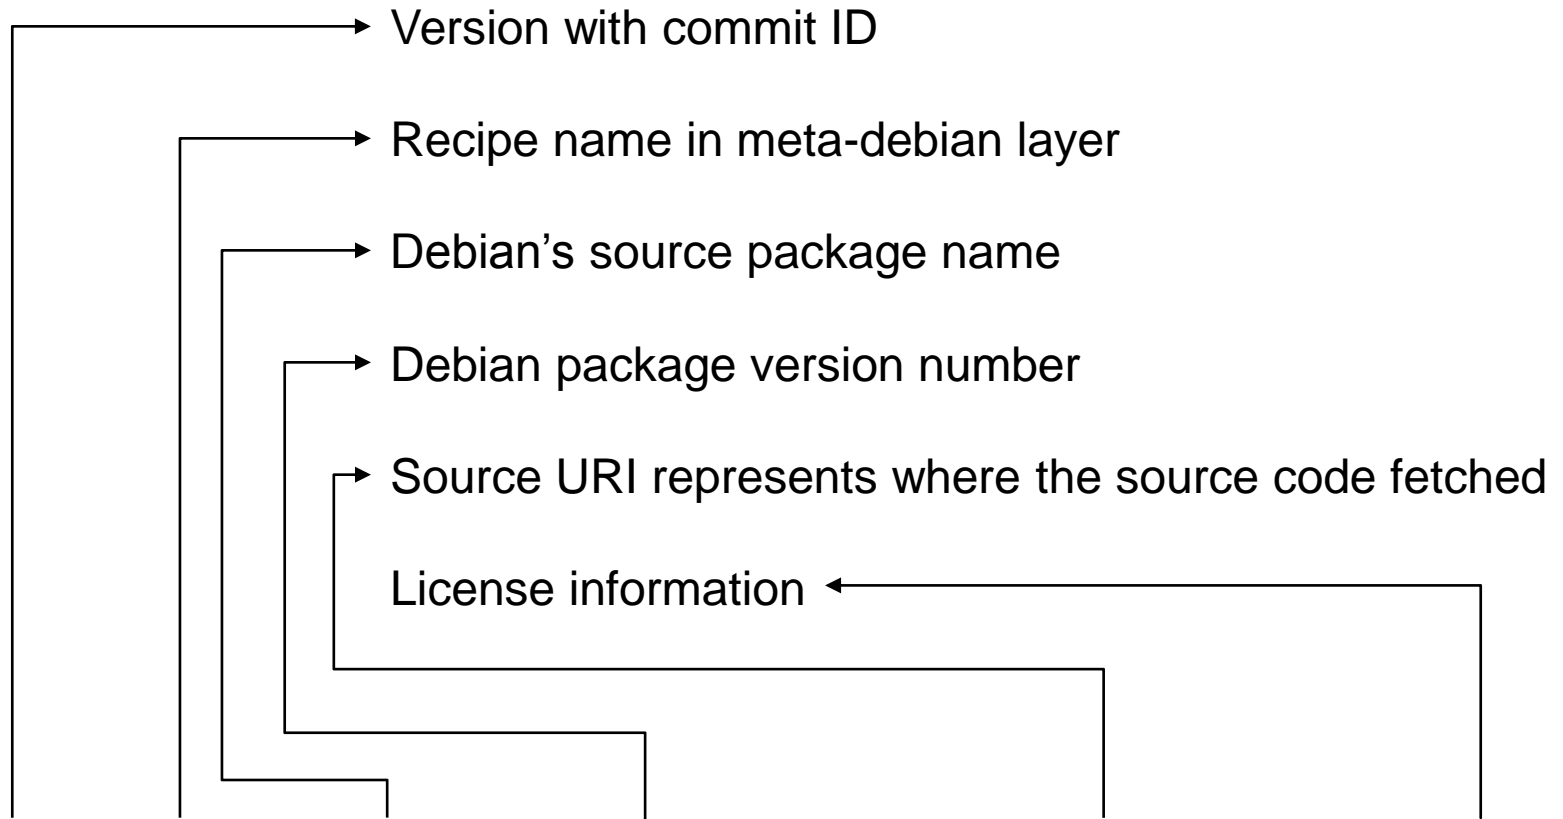 Version with commit ID
Recipe name in meta-debian layer
Debian’s source package name
Debian package version number
Source URI represents where the source code fetched
License information